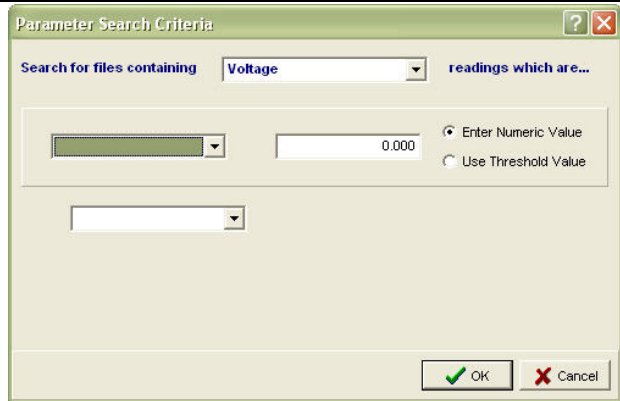 Parameter Search Criteria
Search for files containing Voltage readings which are...
0.000
Enter Numeric Value
Use Threshold Value
OK Cancel